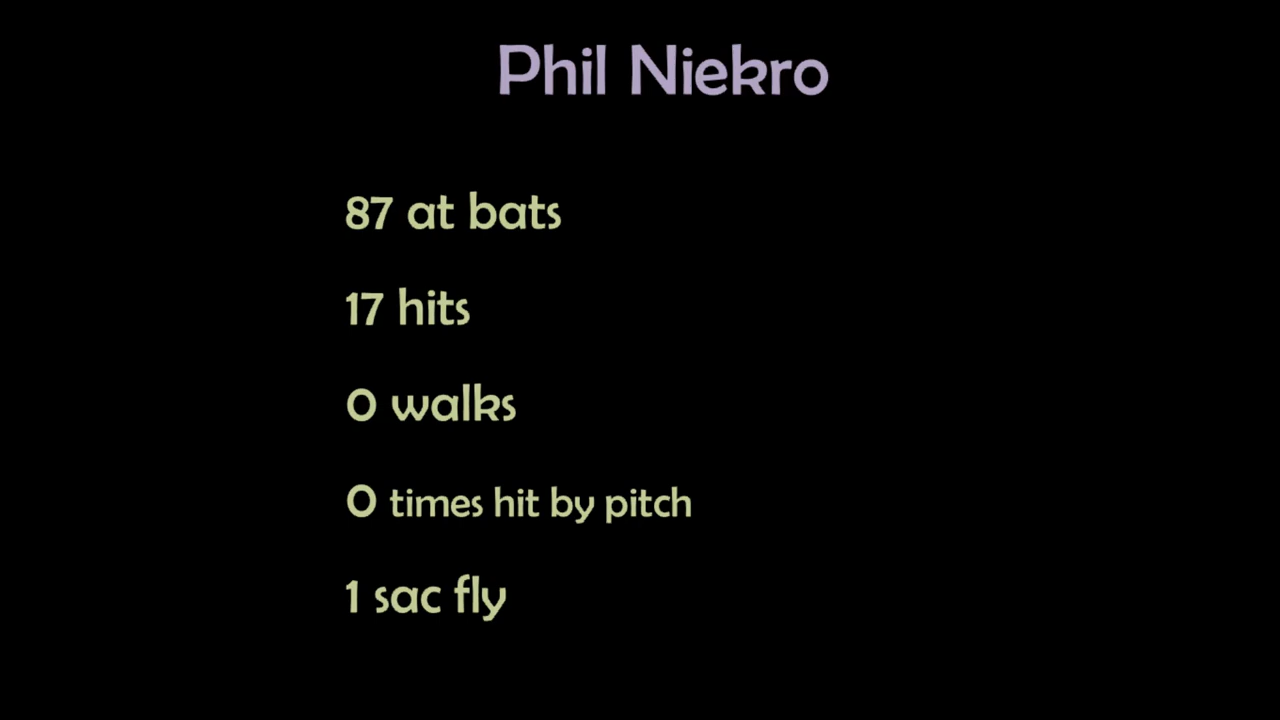 Phil Niekro
87 at bats
17 hits
0 walks
0 times hit by pitch
1 sac fly